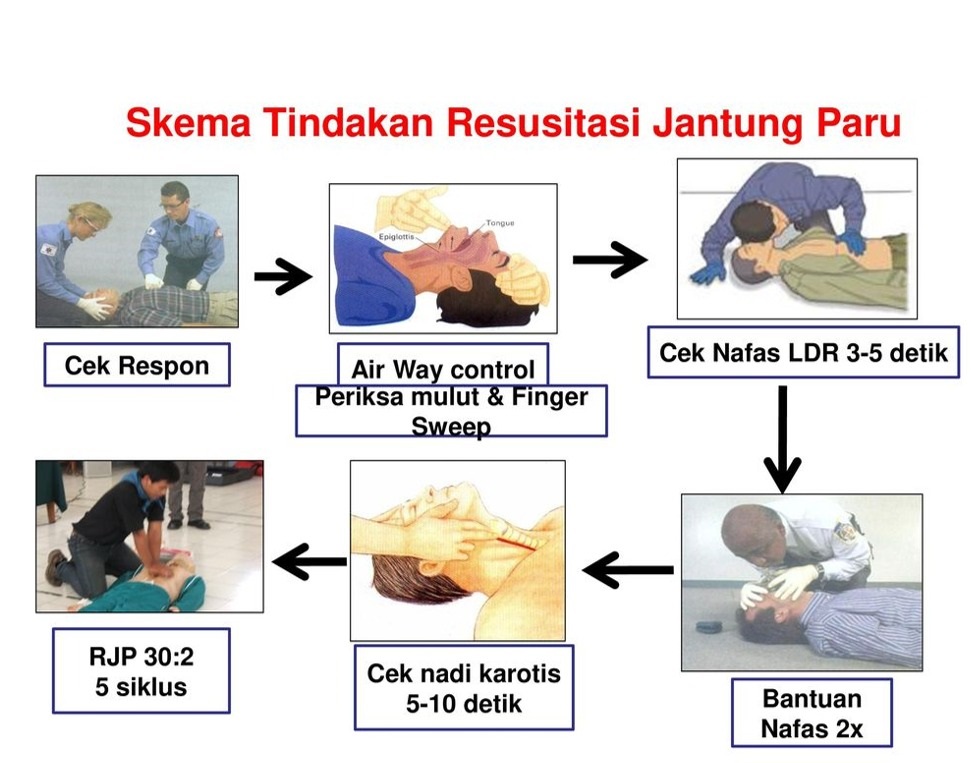 Skema Tindakan Resusitasi Jantung Paru
Cek Respon
Epiglottis
Tongue
Air Way control
Periksa mulut & Finger
Sweep
Cek Nafas LDR 3-5 detik
Bantuan
Nafas 2x
Cek nadi karotis
5-10 detik
RJP 30:2
5 siklus